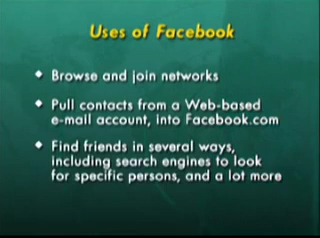 Uses of Facebook
Browse and join networks
Pull contacts from a Web-based
e-mail account, into Facebook.com
Find friends in several ways,
including search engines to look
for specific persons, and a lot more